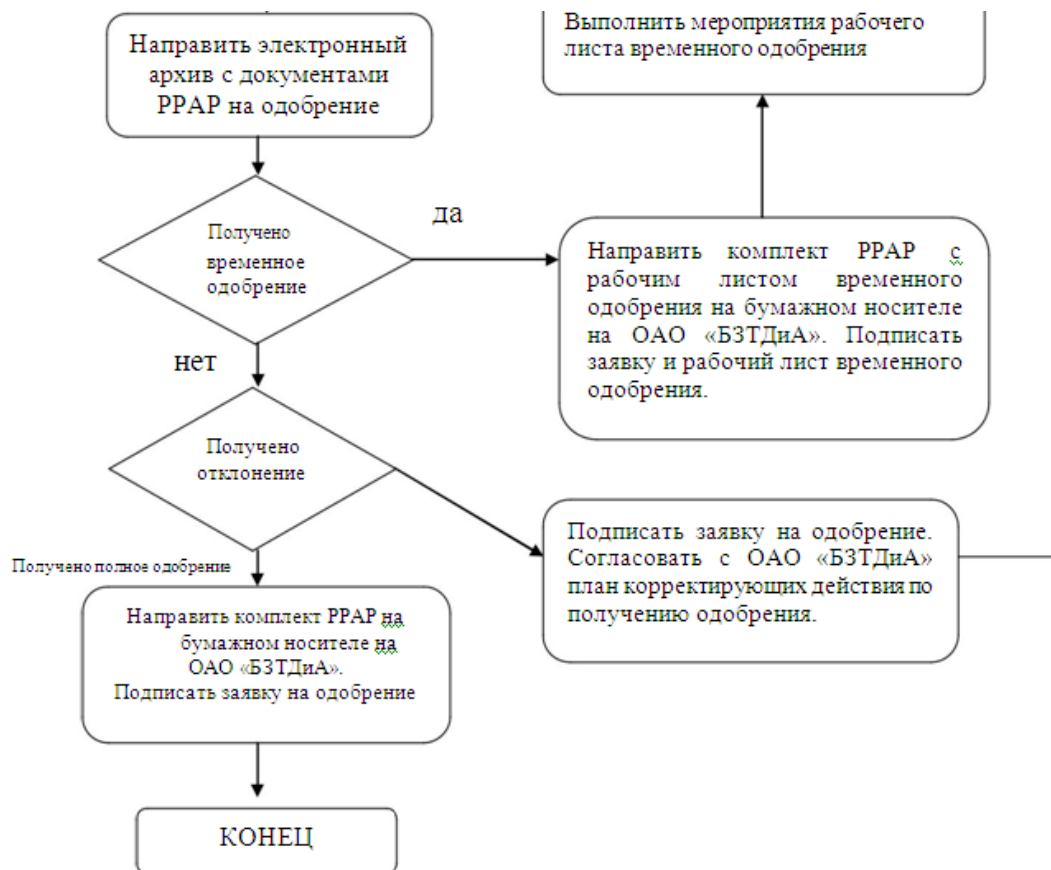 Направить электронный
архив с документами
PPAP на одобрение
Выполнить мероприятия рабочего
листа временного одобрения
Получено
временное
одобрение
да
Направить комплект PPAP с
рабочим листом временного
одобрения на бумажном носителе
на ОАО «БЗТДиА». Подписать
заявку и рабочий лист временного
одобрения.
нет
Получено
отклонение
Подписать заявку на одобрение.
Согласовать с ОАО «БЗТДиА»
план корректирующих действия по
получению одобрения.
Получено полное одобрение
Направить комплект PPAP на
бумажном носителе на
ОАО «БЗТДиА».
Подписать заявку на одобрение
КОНЕЦ